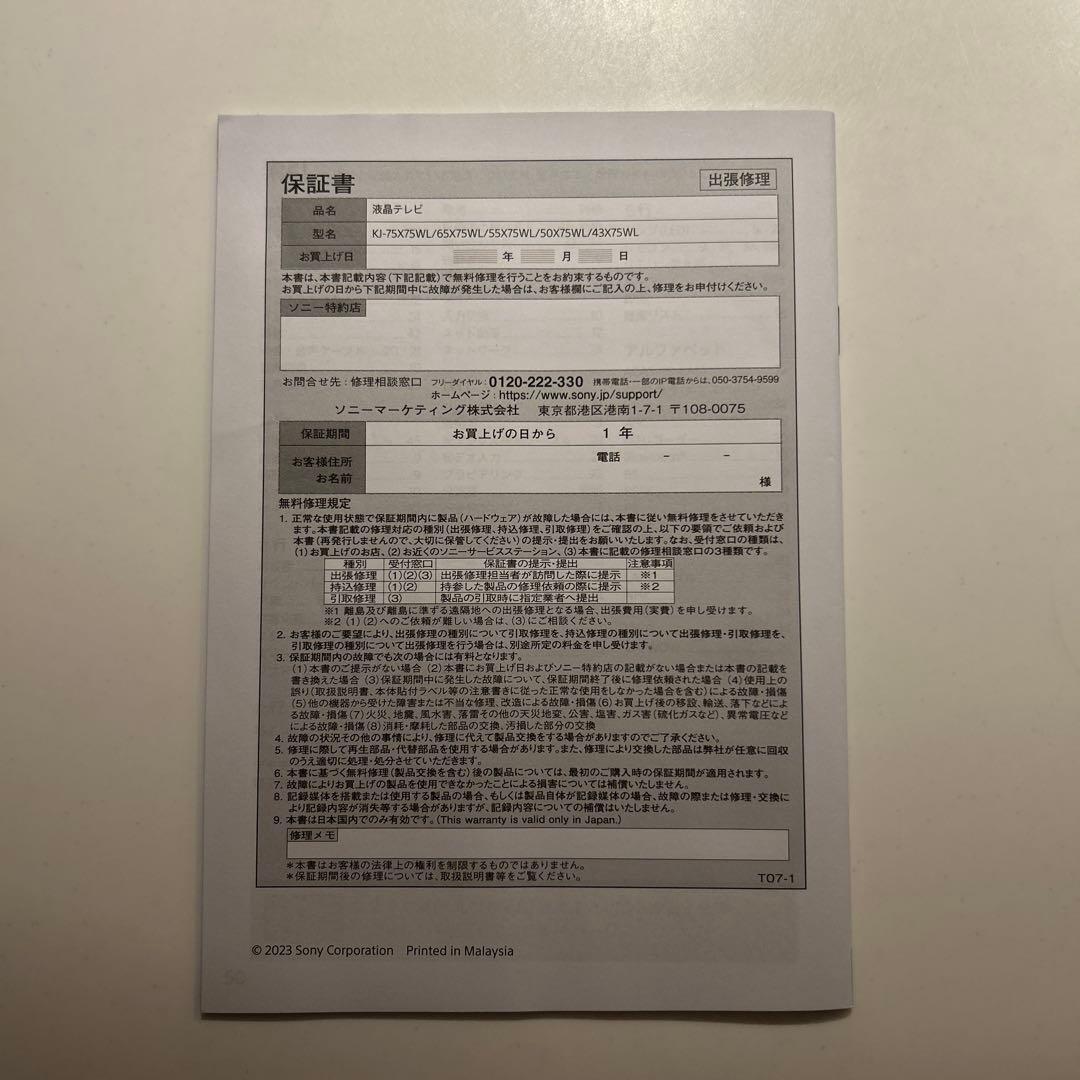 保証書
出張修理
品名 液晶テレビ
型名 KJ-75X75WL/65X75WL/55X75WL/50X75WL/43X75WL
お買上げ日 年 月 日
本書は、本書記載内容（下記記載）で無料修理を行うことをお約束するものです。
お買上げの日から下記期間中に故障が発生した場合は、お客様欄にご記入の上、修理をお申付けください。
ソニー特約店
お問合せ先：修理相談窓口 フリーダイヤル：0120-222-330 携帯電話・一部のIP電話からは、050-3754-9599
ホームページ：https://www.sony.jp/support/
ソニーマーケティング株式会社 東京都港区港南1-7-1 〒108-0075
保証期間 お買上げの日から 1 年
お客様住所 電話 - -
お名前 様
無料修理規定
1. 正常な使用状態で保証期間内に製品（ハードウェア）が故障した場合には、本書に従い無料修理をさせていただき
ます。本書記載の修理対応の種別（出張修理、持込修理、引取修理）をご確認の上、以下の要領でご依頼および
本書（再発行しませんので、大切に保管してください）の提示・提出をお願いいたします。なお、受付窓口の種類は、
（1）お買上げのお店、（2）お近くのソニーサービスステーション、（3）本書に記載の修理相談窓口の3種類です。
種別 受付窓口 保証書の提示・提出 注意事項
出張修理 （1）（2）（3） 出張修理担当者が訪問した際に提示 ※1
持込修理 （1）（2） 持参した製品の修理依頼の際に提示 ※2
引取修理 （3） 製品の引取時に指定業者へ提出
※1 離島及び離島に準ずる遠隔地への出張修理となる場合、出張費用（実費）を申し受けます。
※2（1）（2）へのご依頼が難しい場合は、（3）にご相談ください。
2. お客様のご要望により、出張修理の種別について引取修理を、持込修理の種別について出張修理・引取修理を、
引取修理の種別について出張修理を行う場合は、別途所定の料金を申し受けます。
3. 保証期間内の故障でも次の場合には有料となります。
（1）本書のご提示がない場合（2）本書にお買上げ日およびソニー特約店の記載がない場合または本書の記載を
書き換えた場合（3）保証期間中に発生した故障について、保証期間終了後に修理依頼された場合（4）使用上の
誤り（取扱説明書、本体貼付ラベル等の注意書きに従った正常な使用をしなかった場合を含む）による故障・損傷
（5）他の機器から受けた障害または不当な修理、改造による故障・損傷（6）お買上げ後の移設、輸送、落下などによ
る故障・損傷（7）火災、地震、風水害、落雷その他の天災地変、公害、塩害、ガス害（硫化ガスなど）、異常電圧など
による故障・損傷（8）消耗・摩耗した部品の交換、汚損した部分の交換
4. 故障の状況その他の事情により、修理に代えて製品交換をする場合がありますのでご了承ください。
5. 修理に際して再生部品・代替部品を使用する場合があります。また、修理により交換した部品は弊社が任意に回収
のうえ適切に処理・処分させていただきます。
6. 本書に基づく無料修理（製品交換を含む）後の製品については、最初のご購入時の保証期間が適用されます。
7. 故障によりお買上げの製品を使用できなかったことによる損害については補償いたしません。
8. 記録媒体を搭載または使用する製品の場合、もしくは製品自体が記録媒体の場合、故障の際または修理・交換に
より記録内容が消失等する場合がありますが、記録内容についての補償はいたしません。
9. 本書は日本国内でのみ有効です。（This warranty is valid only in Japan.）
修理メモ
＊本書はお客様の法律上の権利を制限するものではありません。
＊保証期間後の修理については、取扱説明書等をご覧ください。
T07-1
© 2023 Sony Corporation Printed in Malaysia